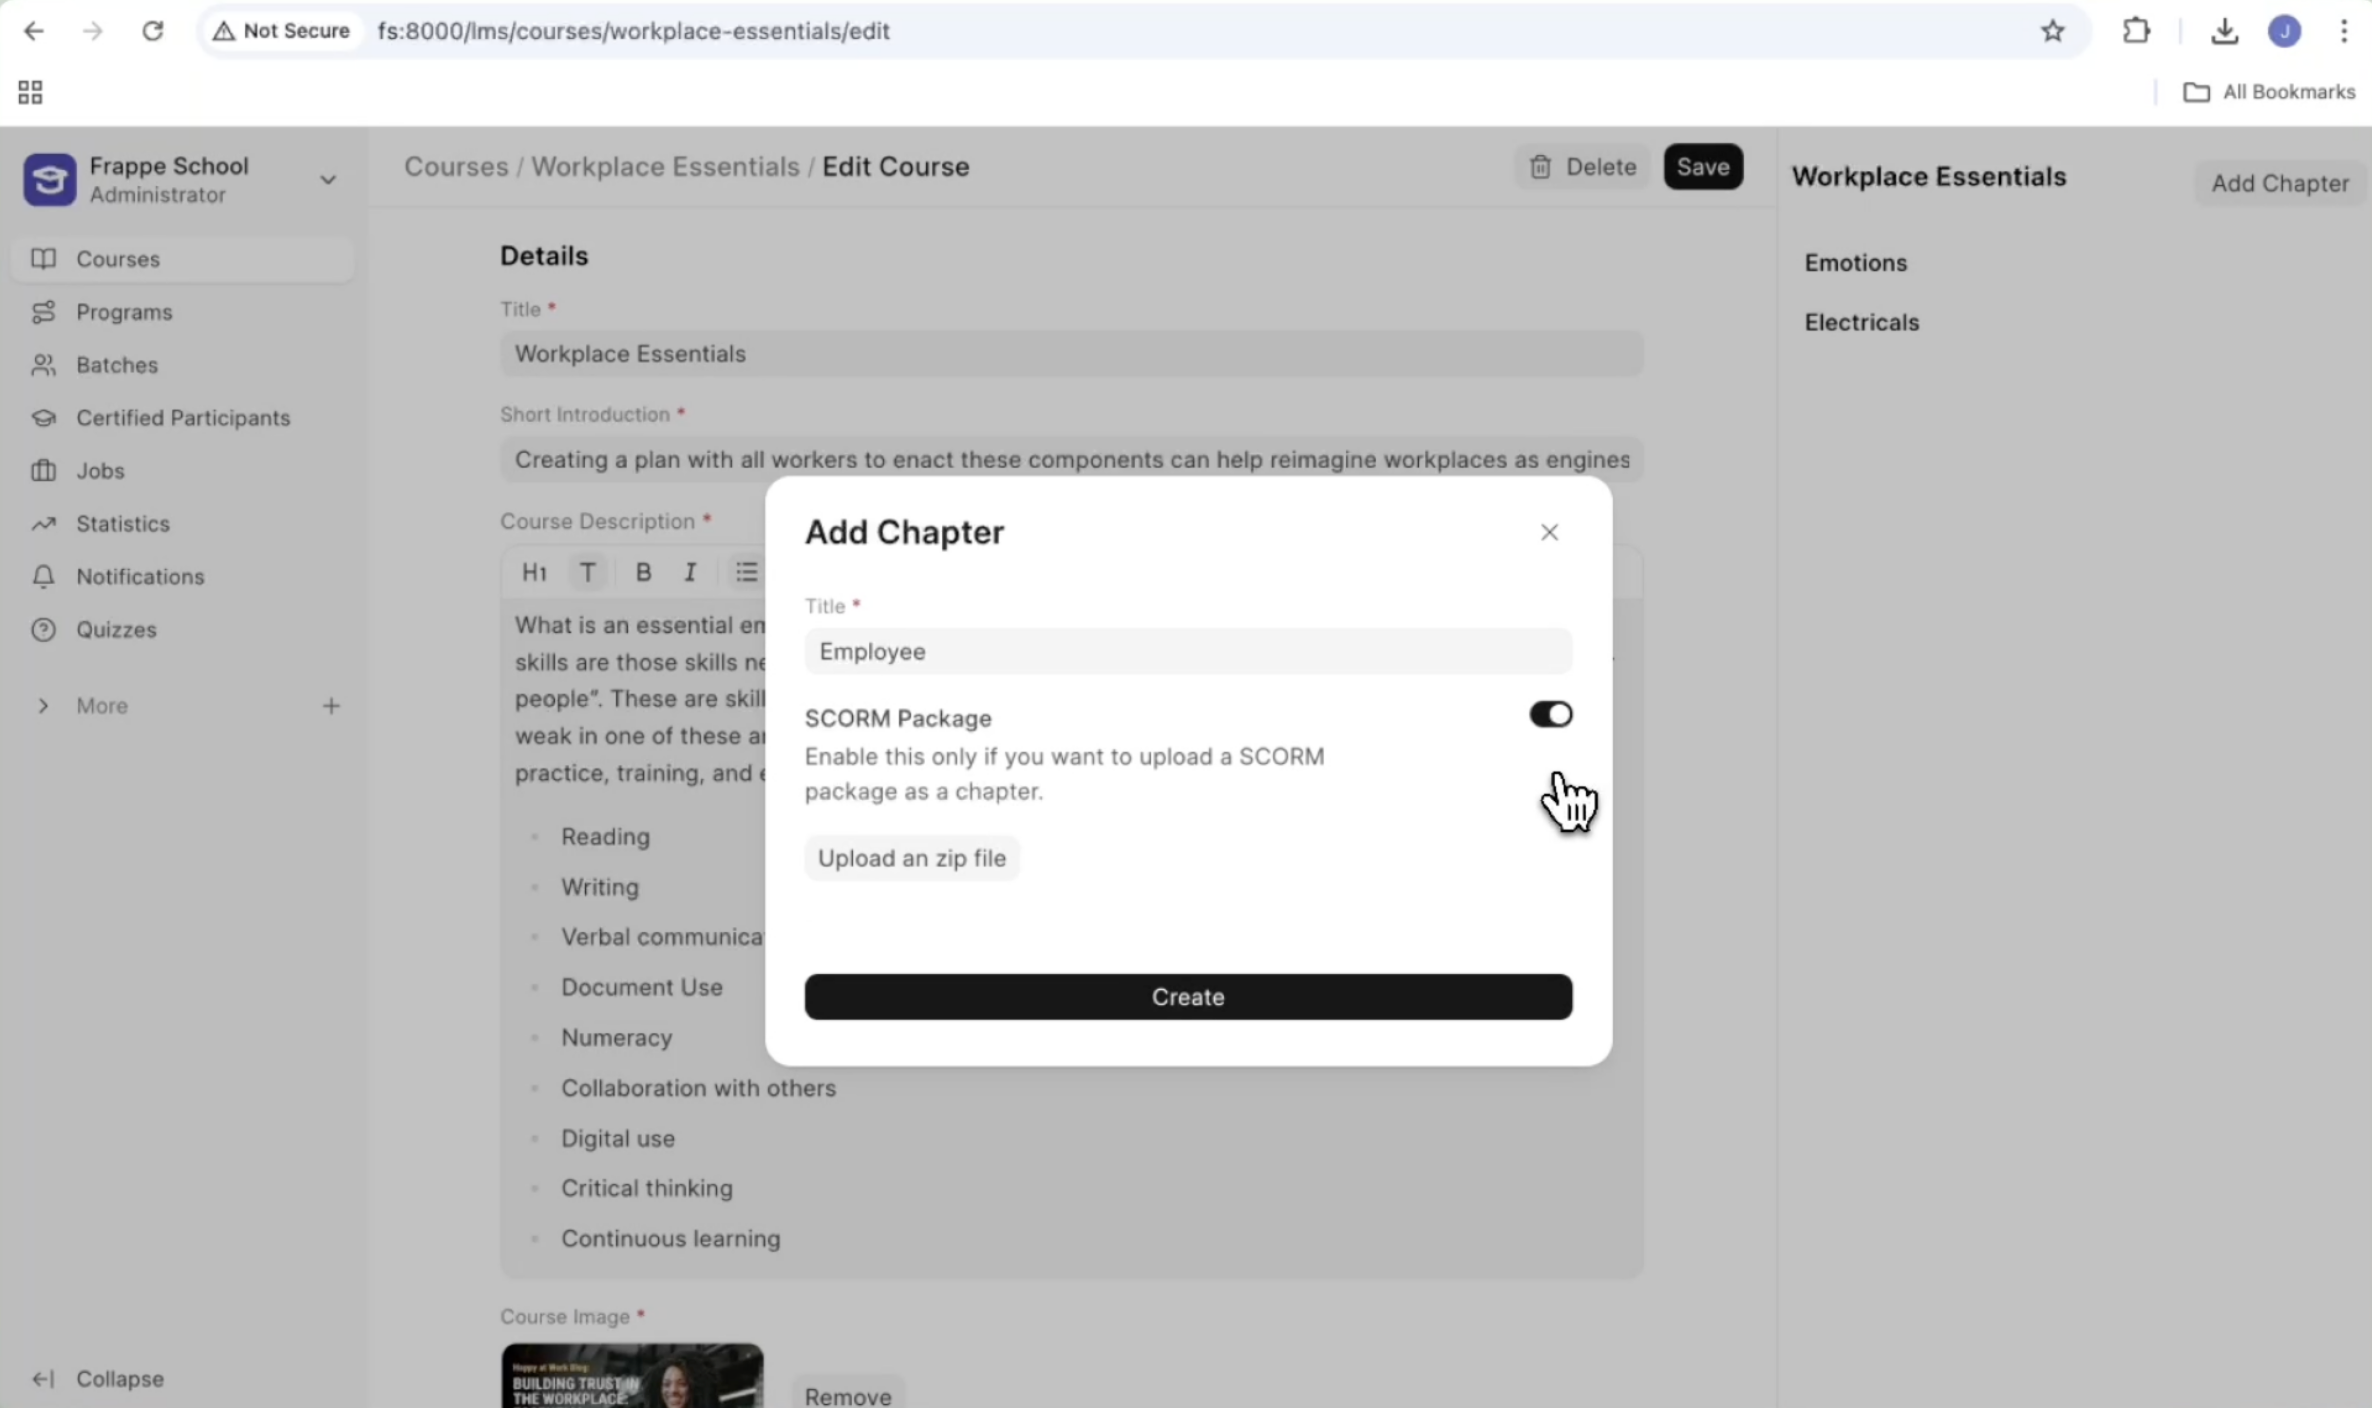 Not Secure
fs:8000/lms/courses/workplace-essentials/edit
J
All Bookmarks
Frappe School
Administrator
Courses
Programs
Batches
Certified Participants
Jobs
Statistics
Notifications
Quizzes
More
Collapse
Courses / Workplace Essentials / Edit Course
Delete
Save
Details
Title *
Workplace Essentials
Short Introduction *
Creating a plan with all workers to enact these components can help reimagine workplaces as engines
Course Description *
H1 T B I
What is an essential em
skills are those skills ne
people”. These are skill
weak in one of these ar
practice, training, and e
Reading
Writing
Verbal communica
Document Use
Numeracy
Collaboration with others
Digital use
Critical thinking
Continuous learning
Course Image *
Happy at Work Blog:
BUILDING TRUST IN
THE WORKPLACE:
Remove
Add Chapter
Title *
Employee
SCORM Package
Enable this only if you want to upload a SCORM
package as a chapter.
Upload an zip file
Create
Workplace Essentials
Add Chapter
Emotions
Electricals